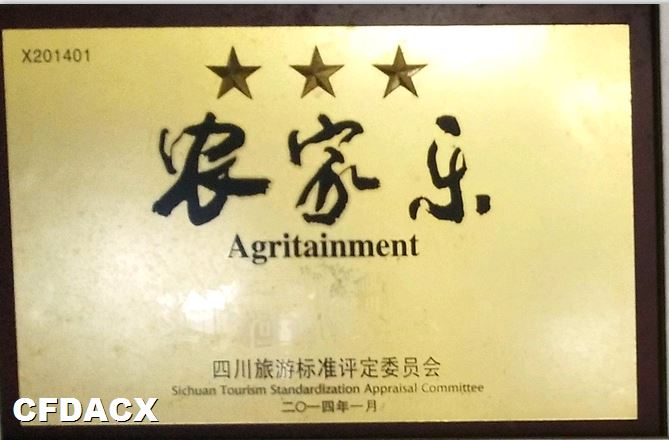 X201401
农家乐
Agritainment
四川旅游标准评定委员会
Sichuan Tourism Standardization Appraisal Committee
二〇一四年一月
CFDACX